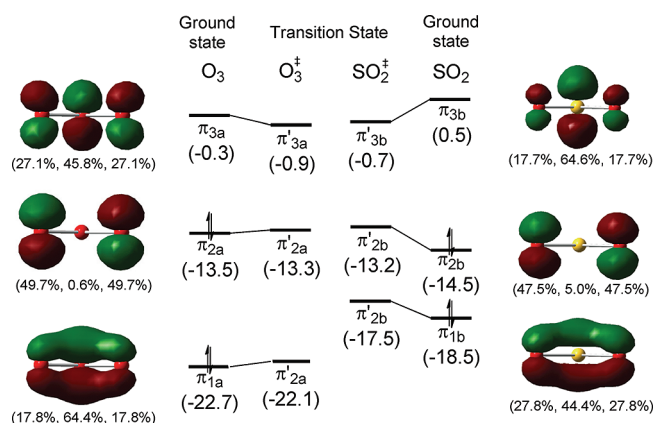 Ground state
Transition State
Ground state
O3
O3‡
SO2‡
SO2
(27.1%, 45.8%, 27.1%)
π3a
(-0.3)
π'3a
(-0.9)
π'3b
(-0.7)
π3b
(0.5)
(17.7%, 64.6%, 17.7%)
(49.7%, 0.6%, 49.7%)
π2a
(-13.5)
π'2a
(-13.3)
π'2b
(-13.2)
π2b
(-14.5)
(47.5%, 5.0%, 47.5%)
π'2b
(-17.5)
π1b
(-18.5)
(17.8%, 64.4%, 17.8%)
π1a
(-22.7)
π'2a
(-22.1)
(27.8%, 44.4%, 27.8%)